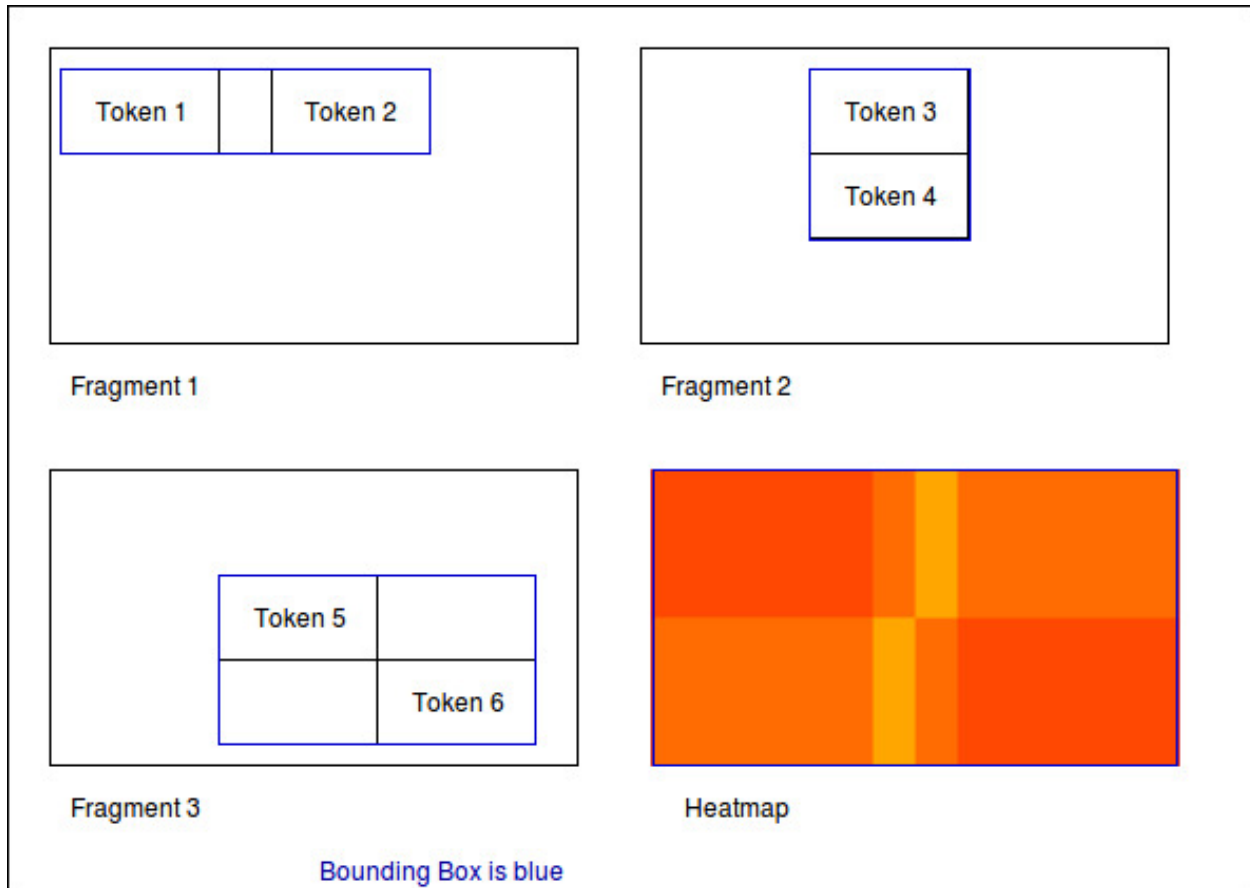 Token 1 Token 2
Token 3
Token 4
Fragment 1
Fragment 2
Token 5
Token 6
Fragment 3
Heatmap
Bounding Box is blue